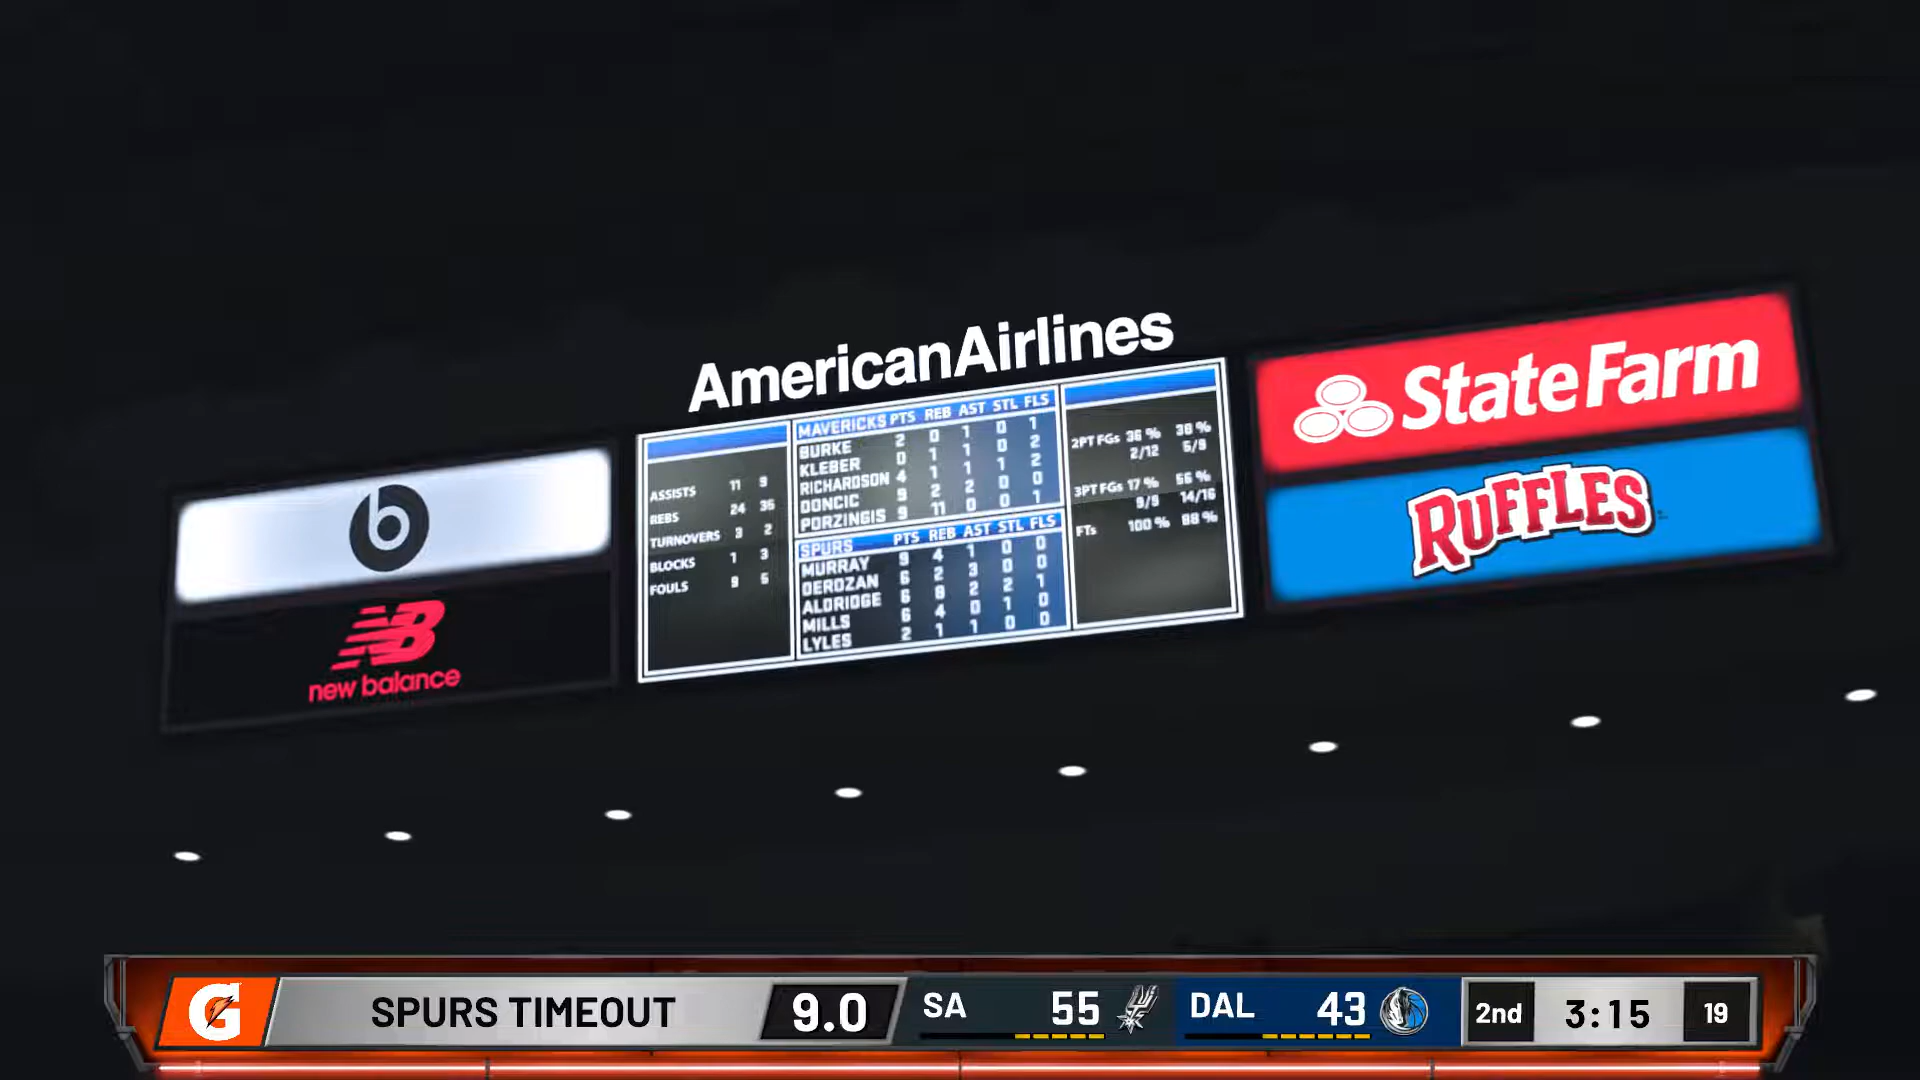 AmericanAirlines
StateFarm
RUFFLES
b
NB
new balance
ASSISTS 11 9
REBS 24 35
TURNOVERS 3 2
BLOCKS 1 3
FOULS 9 5
MAVERICKS PTS REB AST STL FLS
BURKE 2 0 1 0 1
KLEBER 0 1 1 0 2
RICHARDSON 4 1 1 1 2
DONCIC 9 2 2 0 0
PORZINGIS 9 11 0 0 1
SPURS PTS REB AST STL FLS
MURRAY 9 4 1 0 0
DEROZAN 6 2 3 0 0
ALDRIDGE 6 8 2 2 1
MILLS 6 4 0 1 0
LYLES 2 1 1 0 0
2PT FGs 36 % 38 %
2/12 5/9
3PT FGs 17 % 56 %
9/9 14/16
FTs 100 % 88 %
G SPURS TIMEOUT 9.0 SA 55 DAL 43 2nd 3:15 19